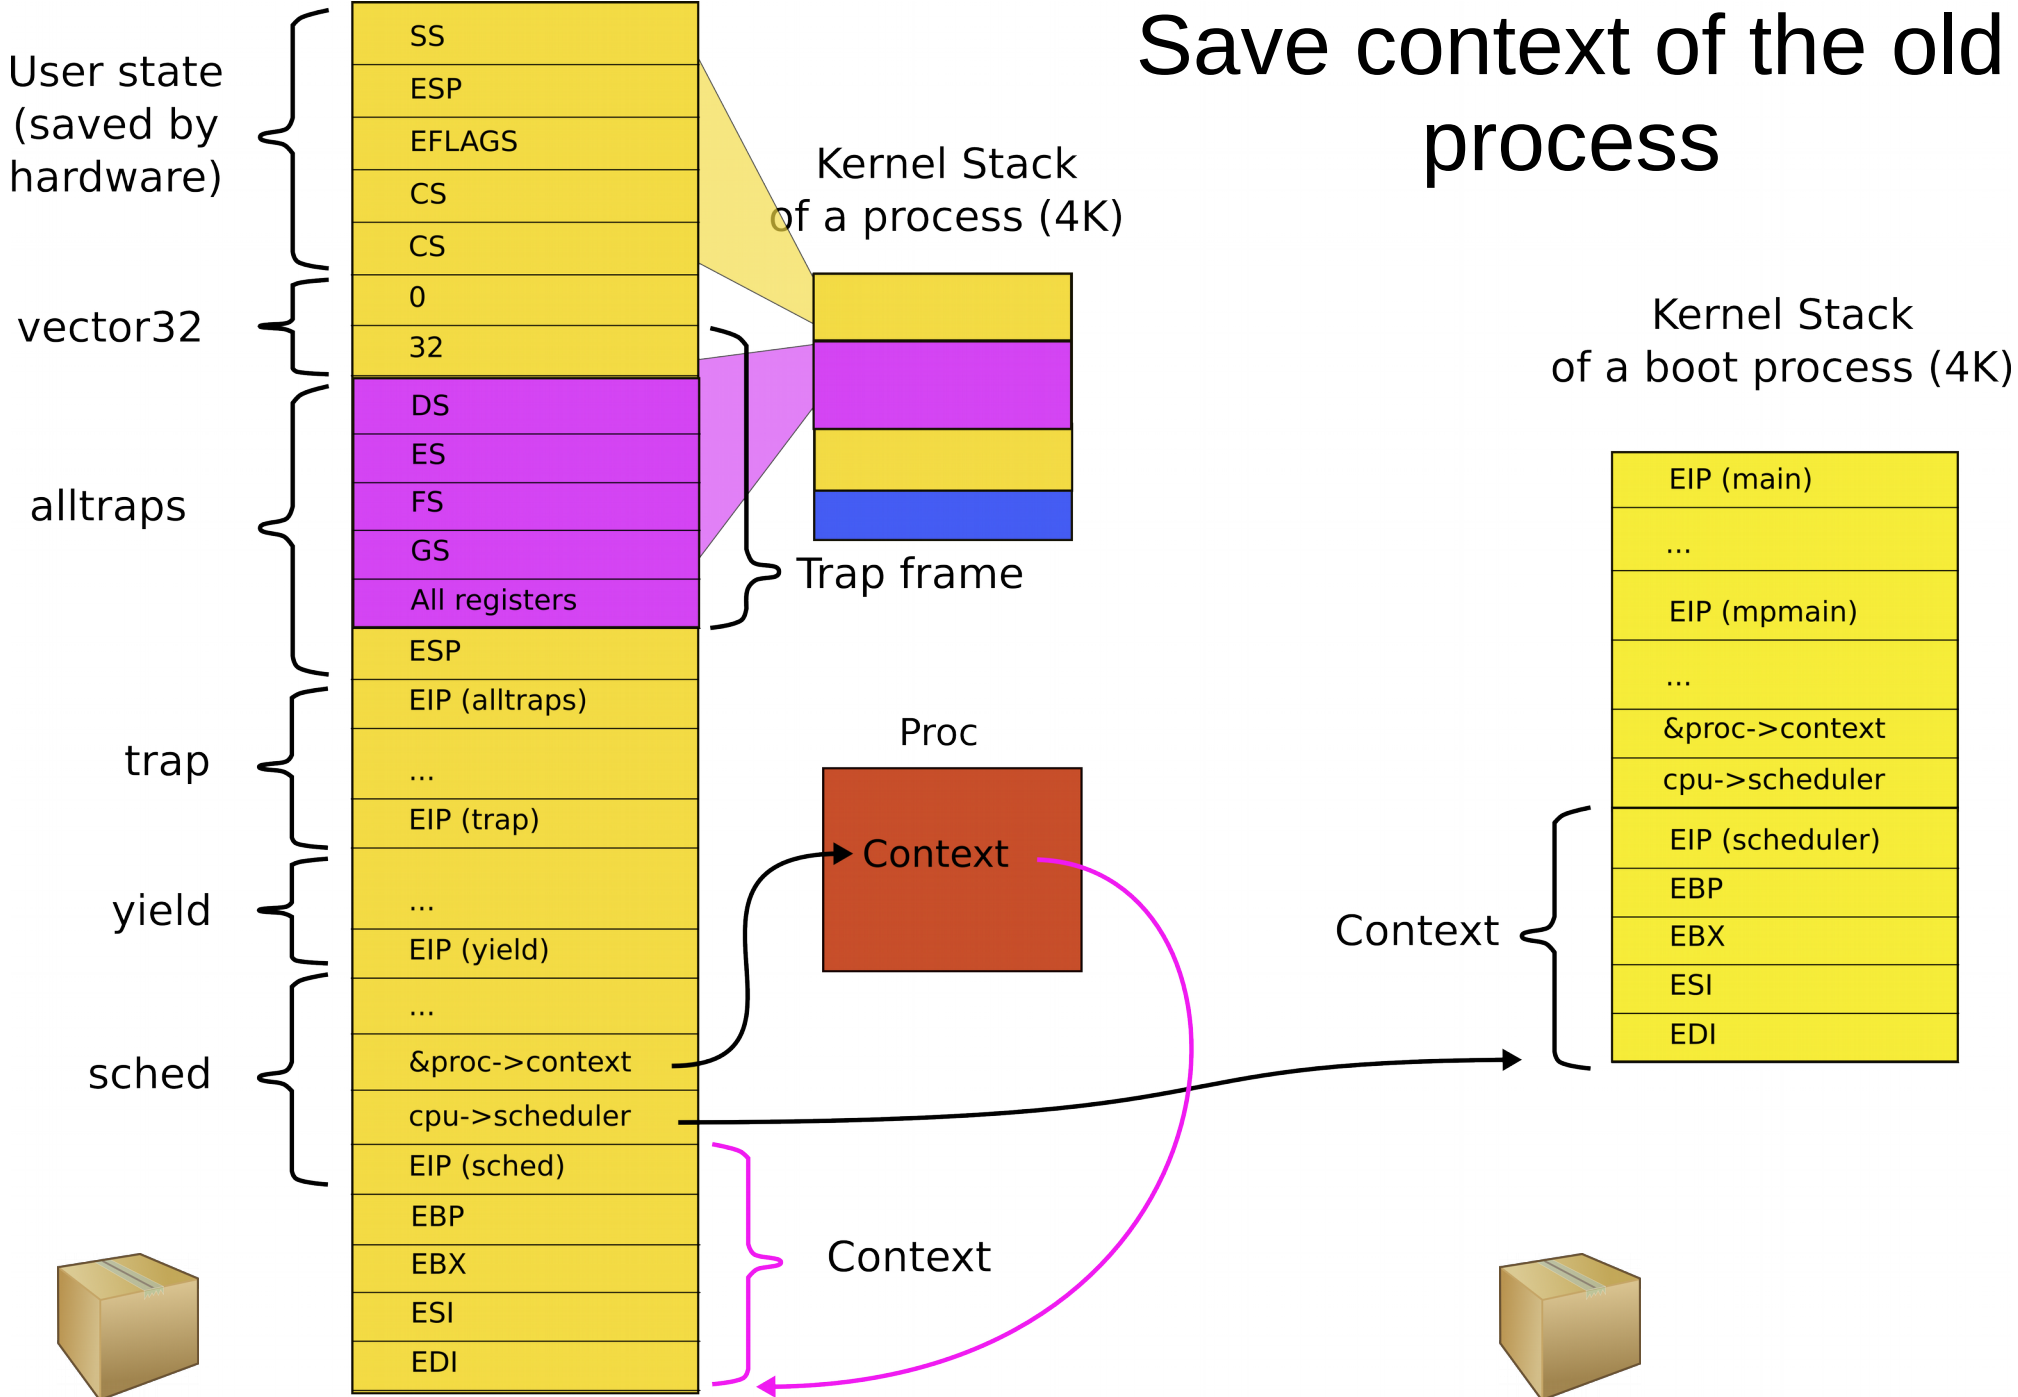 Save context of the old
process
User state
(saved by
hardware)
vector32
alltraps
trap
yield
sched
SS
ESP
EFLAGS
CS
CS
0
32
DS
ES
FS
GS
All registers
ESP
EIP (alltraps)
...
EIP (trap)
...
EIP (yield)
...
&proc->context
cpu->scheduler
EIP (sched)
EBP
EBX
ESI
EDI
Kernel Stack
of a process (4K)
Trap frame
Proc
Context
Context
Kernel Stack
of a boot process (4K)
EIP (main)
...
EIP (mpmain)
...
&proc->context
cpu->scheduler
EIP (scheduler)
EBP
EBX
ESI
EDI
Context